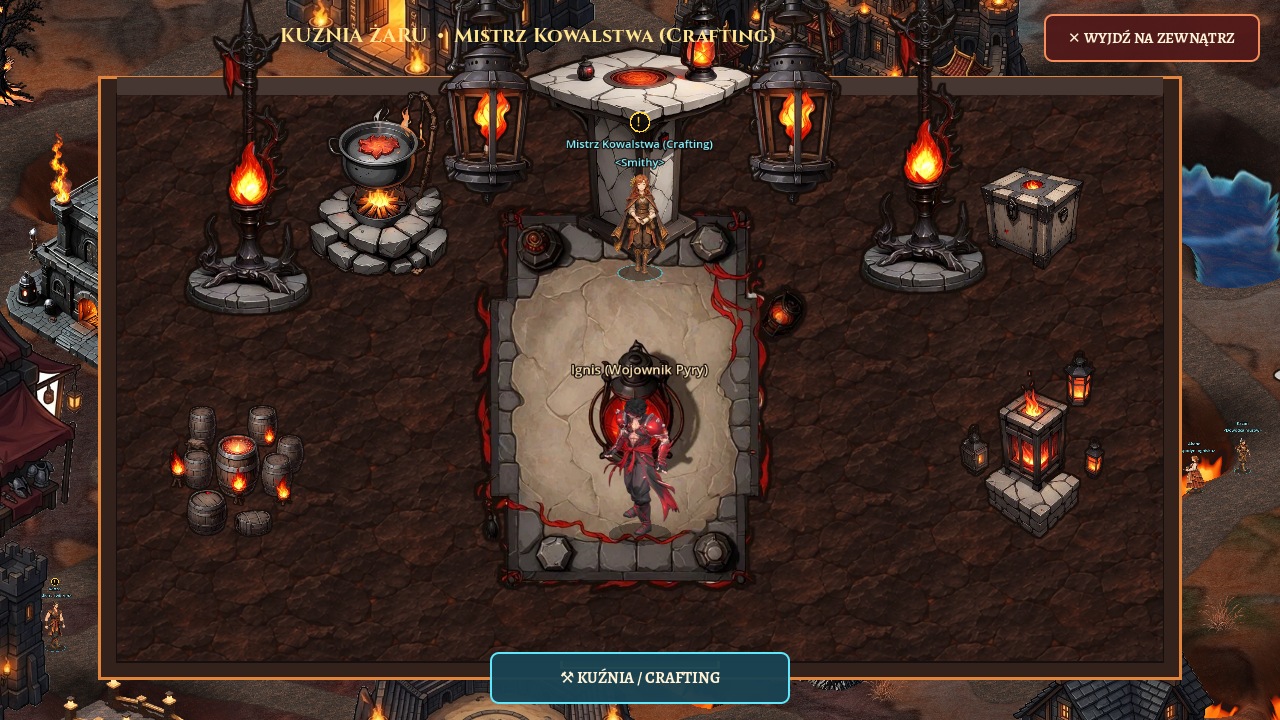 KUŹNIA ŻARU • MISTRZ KOWALSTWA (CRAFTING)
✕ WYJDŹ NA ZEWNĄTRZ
!
Mistrz Kowalstwa (Crafting)
<Smithy>
Ignis (Wojownik Pyry)
⚒ KUŹNIA / CRAFTING